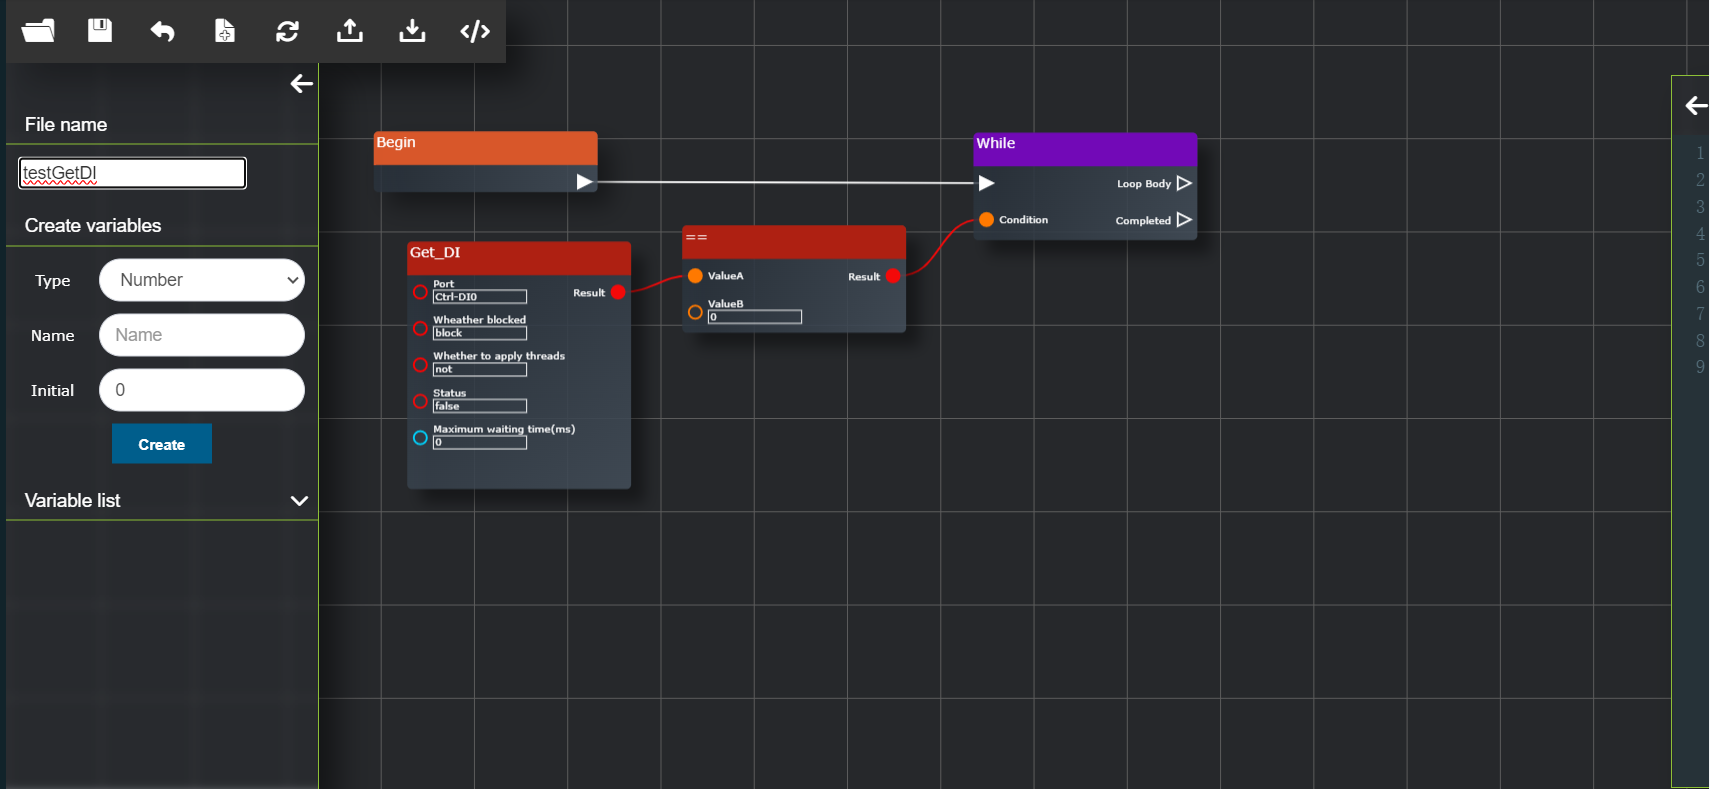 File name
testGetDI
Create variables
Type Number
Name Name
Initial 0
Create
Variable list
Begin
Get_DI
Port
Ctrl-DI0
Result
Wheather blocked
block
Whether to apply threads
not
Status
false
Maximum waiting time(ms)
0
==
ValueA
Result
ValueB
0
While
Loop Body
Condition
Completed
1
2
3
4
5
6
7
8
9